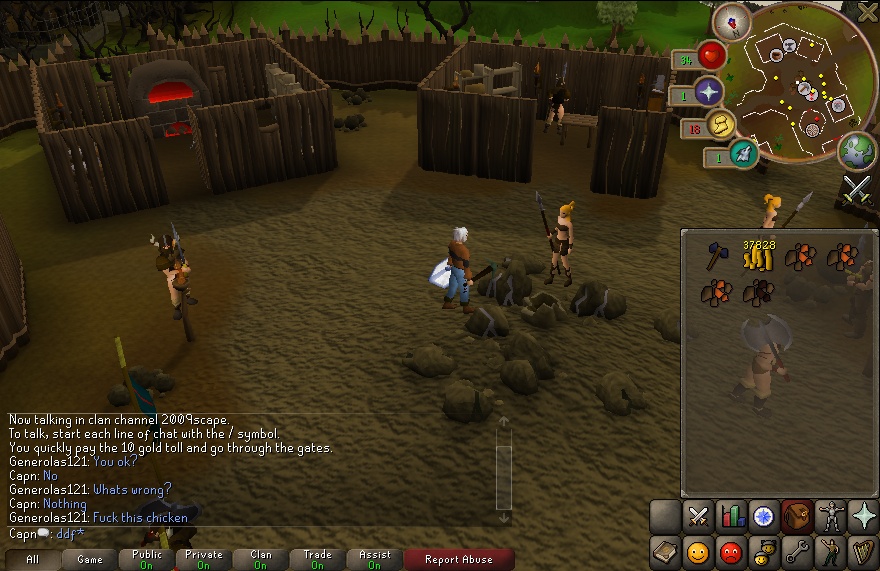 34
1
18
1
37828
Now talking in clan channel 2009scape.
To talk, start each line of chat with the / symbol.
You quickly pay the 10 gold toll and go through the gates.
Generolas121: You ok?
Capn: No
Generolas121: Whats wrong?
Capn: Nothing
Generolas121: Fuck this chicken
Capn: ddf*
All
Game
Public
On
Private
On
Clan
On
Trade
On
Assist
On
Report Abuse